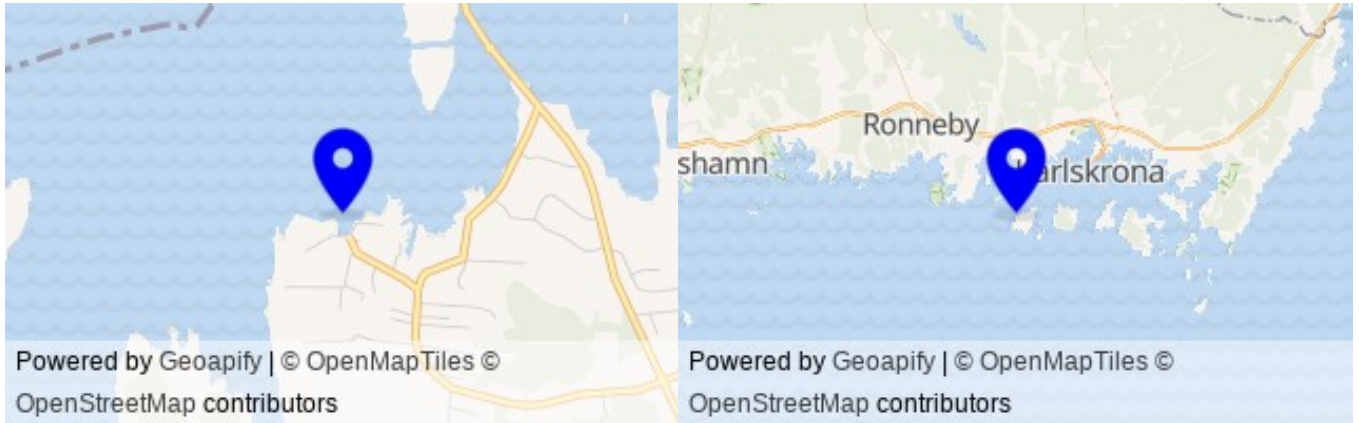 Ronneby
shamn
arlskrona
Powered by Geoapify | © OpenMapTiles ©
OpenStreetMap contributors
Powered by Geoapify | © OpenMapTiles ©
OpenStreetMap contributors